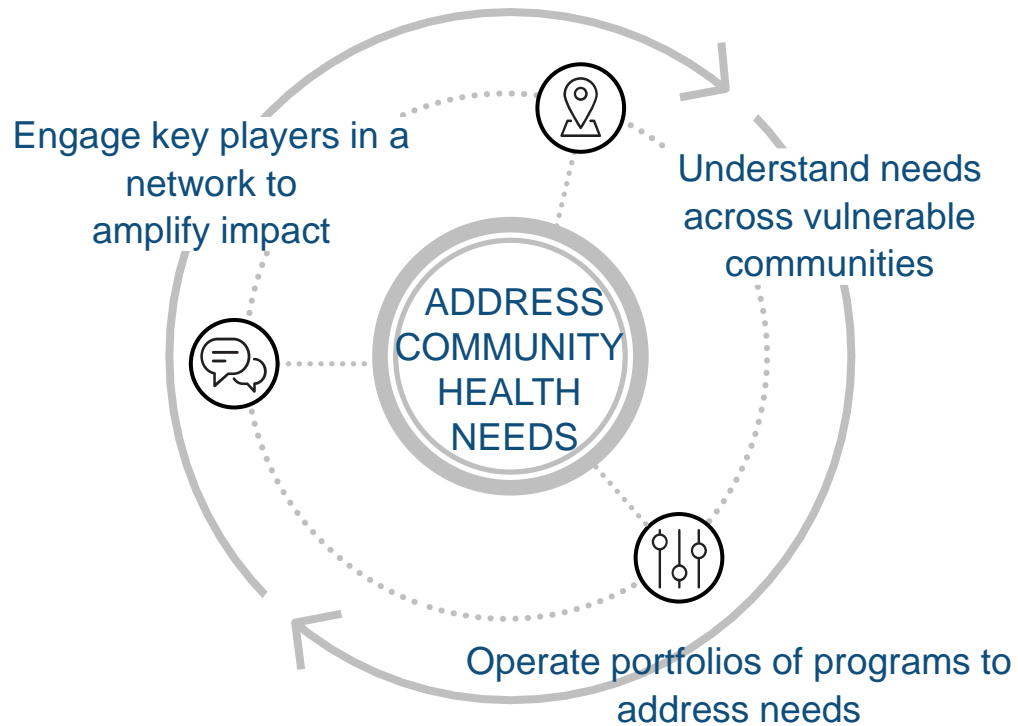 Engage key players in a
network to
amplify impact
Understand needs
across vulnerable
communities
ADDRESS
COMMUNITY
HEALTH
NEEDS
Operate portfolios of programs to
address needs